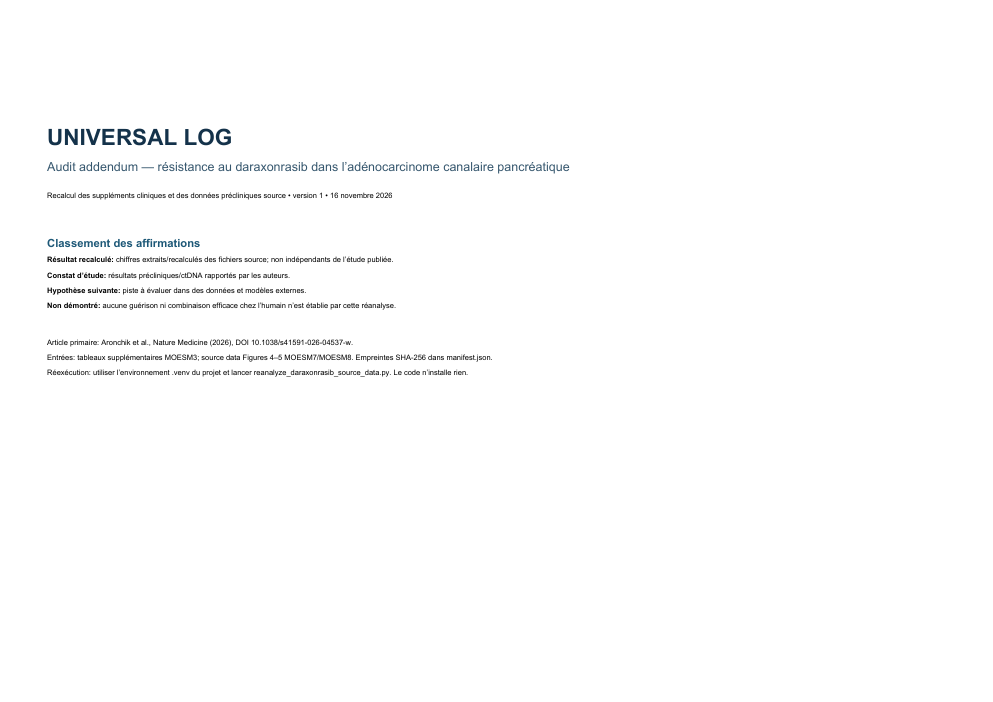 UNIVERSAL LOG
Audit addendum — résistance au daraxonrasib dans l’adénocarcinome canalaire pancréatique
Recalcul des suppléments cliniques et des données précliniques source • version 1 • 16 novembre 2026
Classement des affirmations
Résultat recalculé: chiffres extraits/recalculés des fichiers source; non indépendants de l’étude publiée.
Constat d’étude: résultats précliniques/ctDNA rapportés par les auteurs.
Hypothèse suivante: piste à évaluer dans des données et modèles externes.
Non démontré: aucune guérison ni combinaison efficace chez l’humain n’est établie par cette réanalyse.
Article primaire: Aronchik et al., Nature Medicine (2026), DOI 10.1038/s41591-026-04537-w.
Entrées: tableaux supplémentaires MOESM3; source data Figures 4–5 MOESM7/MOESM8. Empreintes SHA-256 dans manifest.json.
Réexécution: utiliser l’environnement .venv du projet et lancer reanalyze_daraxonrasib_source_data.py. Le code n’installe rien.